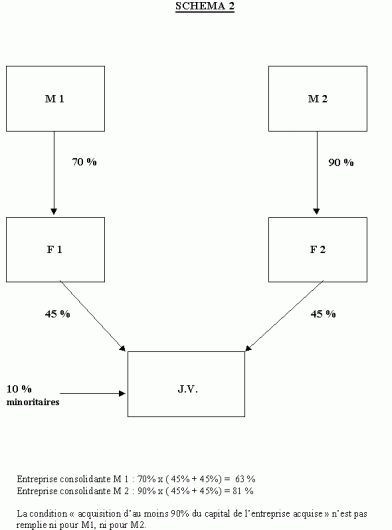 SCHEMA 2
M 1
M 2
70 %
90 %
F 1
F 2
45 %
45 %
J.V.
10 %
minoritaires
Entreprise consolidante M 1 : 70% x ( 45% + 45%) = 63 %
Entreprise consolidante M 2 : 90% x ( 45% + 45%) = 81 %
La condition « acquisition d’au moins 90% du capital de l’entreprise acquise » n’est pas
remplie ni pour M1, ni pour M2.